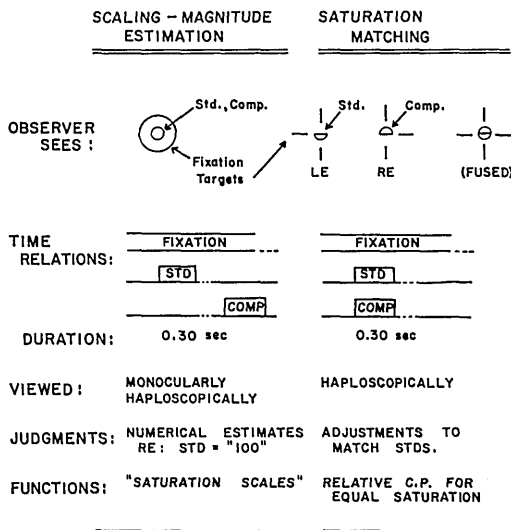 SCALING – MAGNITUDE ESTIMATION
SATURATION MATCHING
OBSERVER SEES :
Std., Comp.
Fixation Targets
Std.
Comp.
LE
RE
(FUSED)
TIME RELATIONS:
FIXATION
STD
COMP
FIXATION
STD
COMP
DURATION:
0.30 sec
0.30 sec
VIEWED :
MONOCULARLY
HAPLOSCOPICALLY
HAPLOSCOPICALLY
JUDGMENTS:
NUMERICAL ESTIMATES
RE: STD = "100"
ADJUSTMENTS TO
MATCH STDS.
FUNCTIONS:
"SATURATION SCALES"
RELATIVE C.P. FOR
EQUAL SATURATION